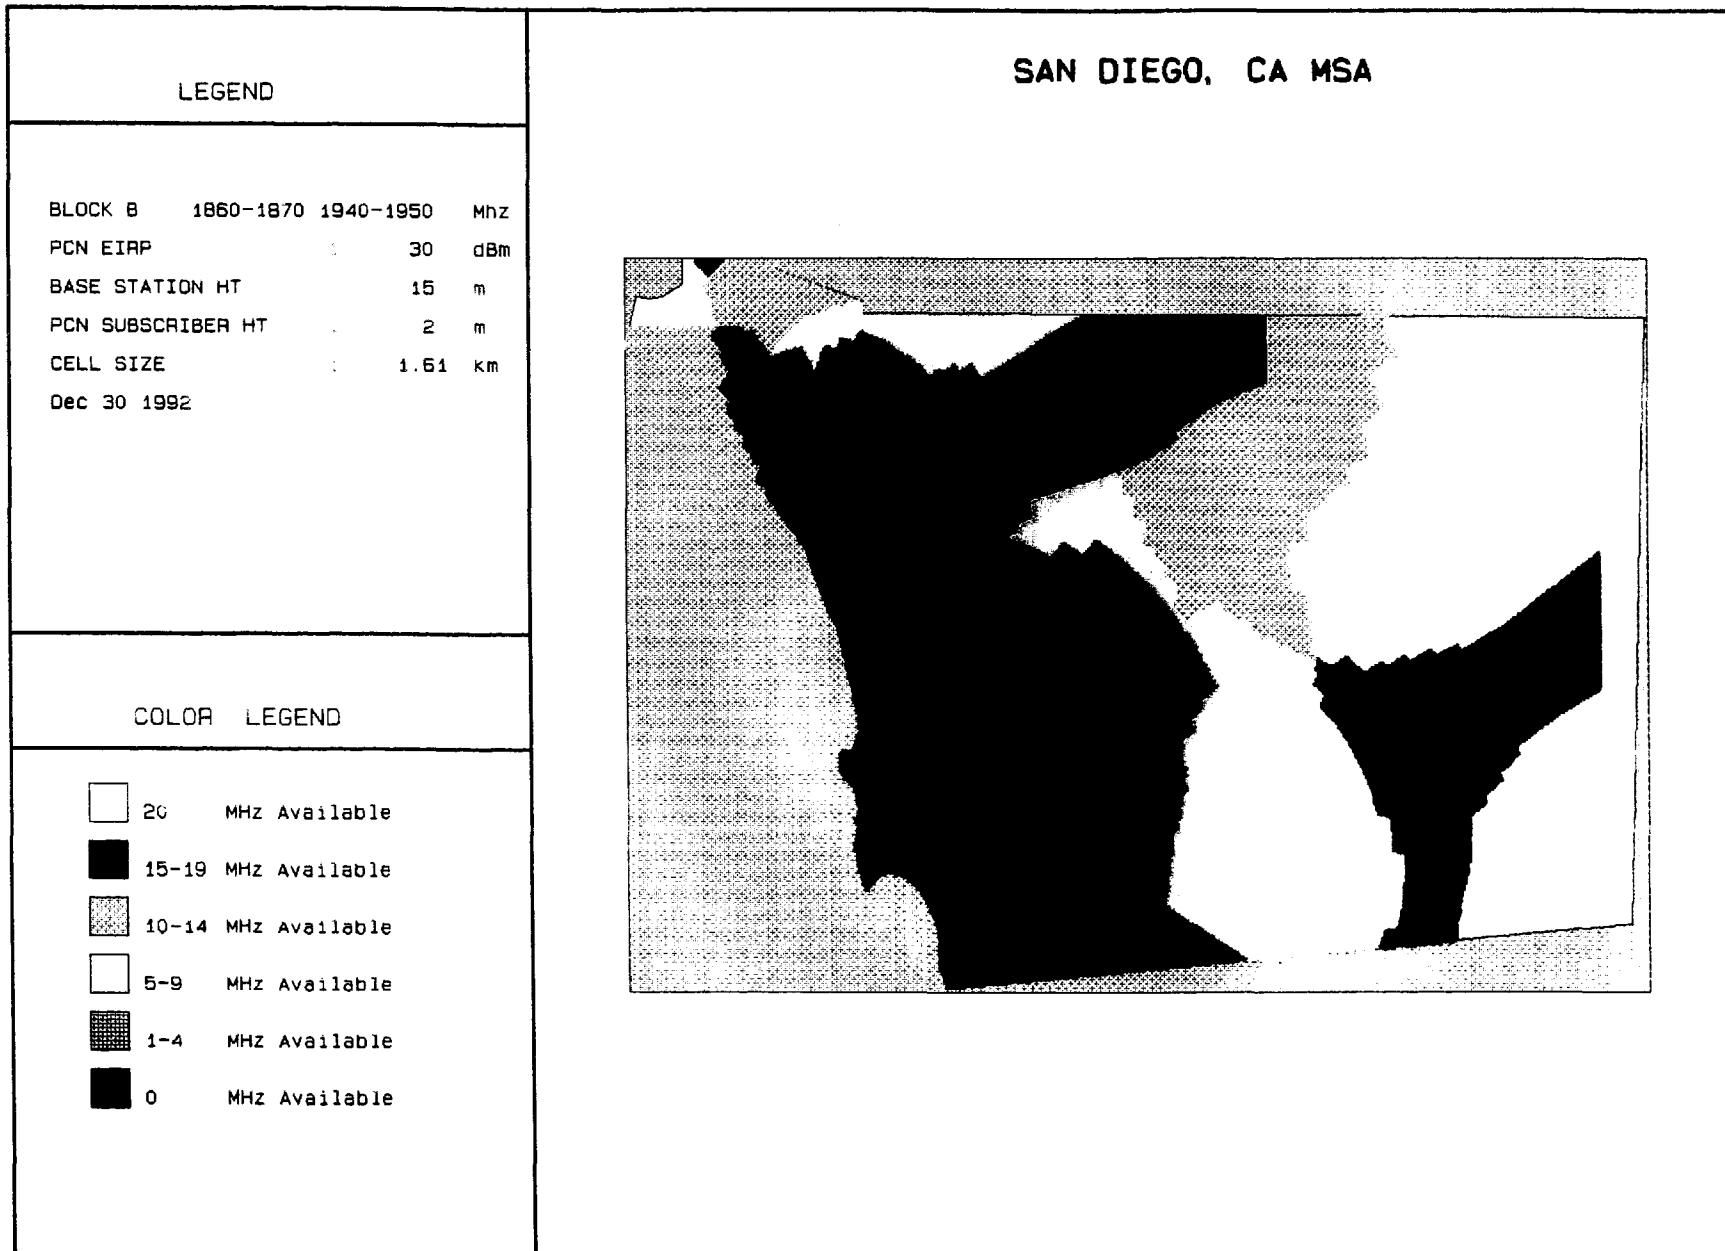 LEGEND
SAN DIEGO, CA MSA
BLOCK B 1860-1870 1940-1950 Mhz
PCN EIRP : 30 dBm
BASE STATION HT 15 m
PCN SUBSCRIBER HT . 2 m
CELL SIZE : 1.61 km
Dec 30 1992
COLOR LEGEND
20 MHz Available
15-19 MHz Available
10-14 MHz Available
5-9 MHz Available
1-4 MHz Available
0 MHz Available